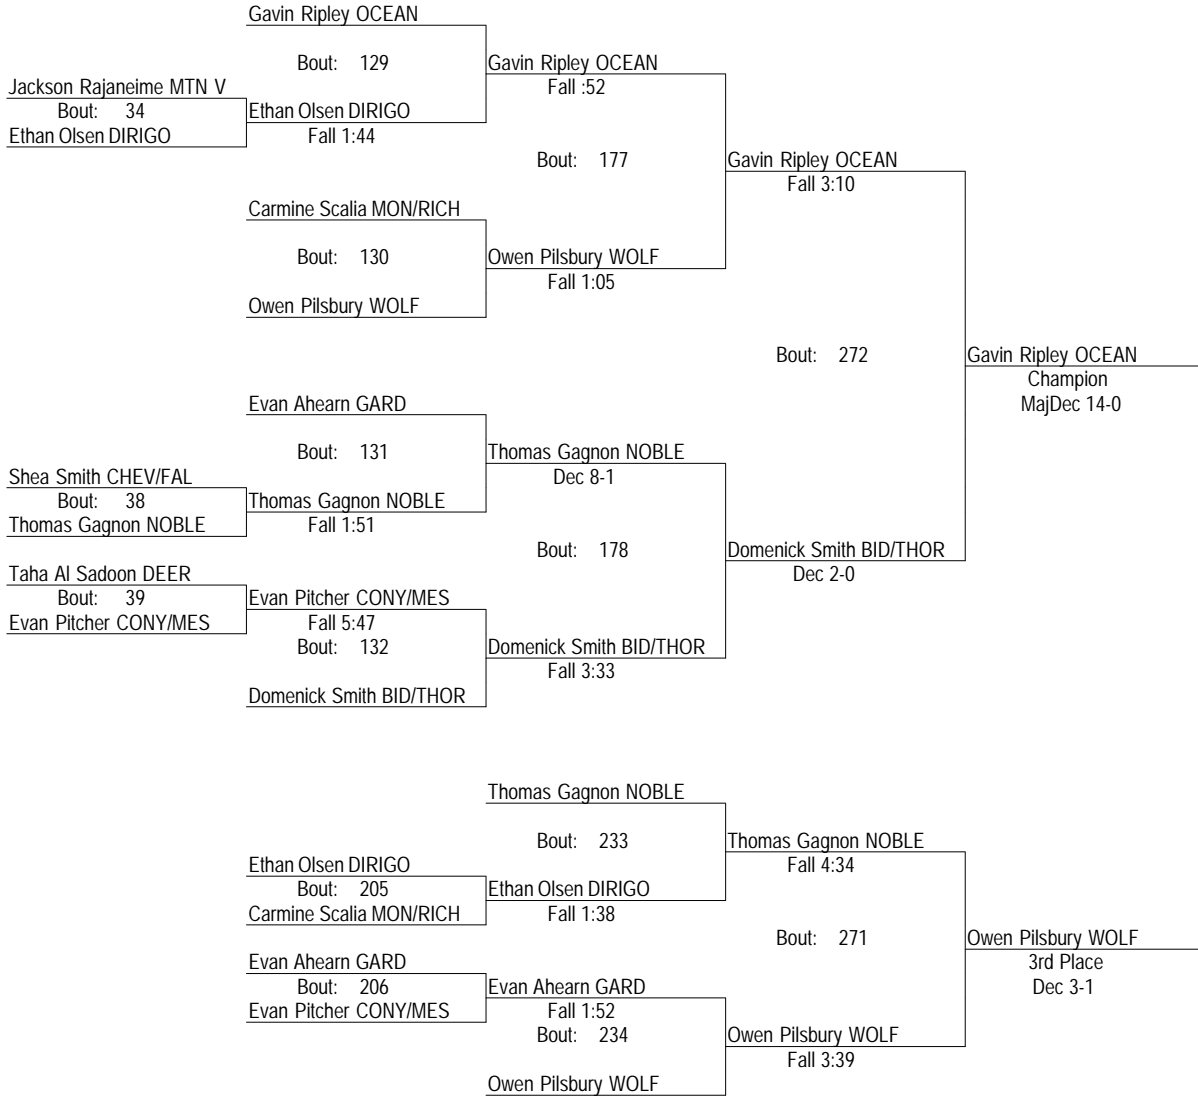 Gavin Ripley OCEAN
Bout: 129
Gavin Ripley OCEAN
Jackson Rajaneime MTN V
Fall :52
Bout: 34
Ethan Olsen DIRIGO
Ethan Olsen DIRIGO
Fall 1:44
Bout: 177
Gavin Ripley OCEAN
Fall 3:10
Carmine Scalia MON/RICH
Bout: 130
Owen Pilsbury WOLF
Fall 1:05
Owen Pilsbury WOLF
Bout: 272
Gavin Ripley OCEAN
Champion
MajDec 14-0
Evan Ahearn GARD
Bout: 131
Thomas Gagnon NOBLE
Dec 8-1
Shea Smith CHEV/FAL
Bout: 38
Thomas Gagnon NOBLE
Thomas Gagnon NOBLE
Fall 1:51
Bout: 178
Domenick Smith BID/THOR
Dec 2-0
Taha Al Sadoon DEER
Bout: 39
Evan Pitcher CONY/MES
Evan Pitcher CONY/MES
Fall 5:47
Bout: 132
Domenick Smith BID/THOR
Fall 3:33
Domenick Smith BID/THOR
Thomas Gagnon NOBLE
Bout: 233
Thomas Gagnon NOBLE
Fall 4:34
Ethan Olsen DIRIGO
Bout: 205
Ethan Olsen DIRIGO
Carmine Scalia MON/RICH
Fall 1:38
Bout: 271
Owen Pilsbury WOLF
3rd Place
Dec 3-1
Evan Ahearn GARD
Bout: 206
Evan Ahearn GARD
Evan Pitcher CONY/MES
Fall 1:52
Bout: 234
Owen Pilsbury WOLF
Fall 3:39
Owen Pilsbury WOLF